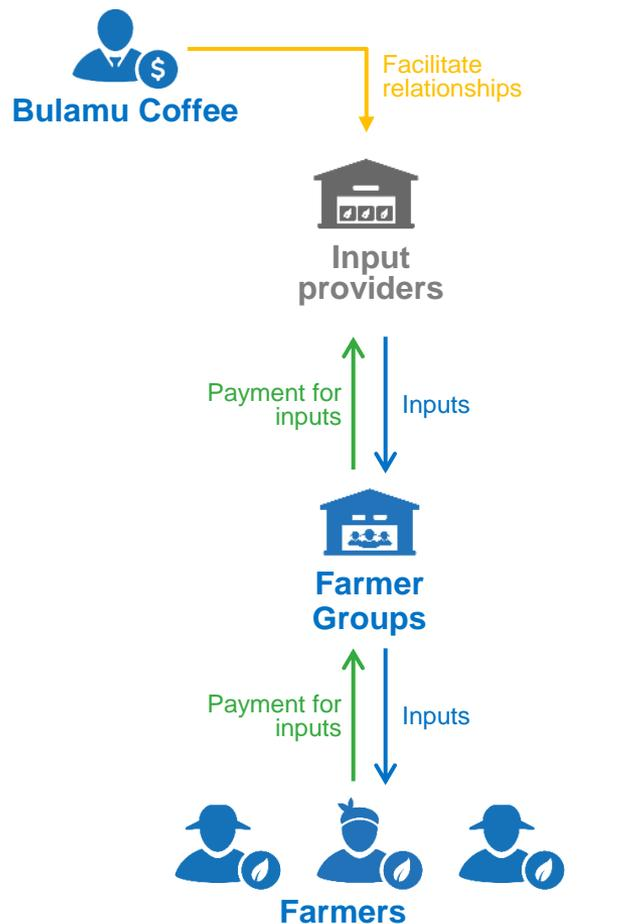 $
Bulamu Coffee
Facilitate
relationships
Input
providers
Payment for
inputs
Inputs
Farmer
Groups
Payment for
inputs
Inputs
Farmers